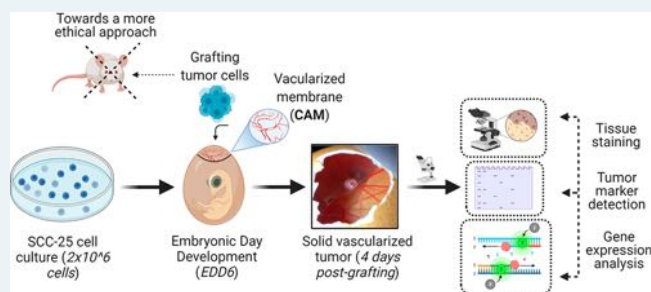 Towards a more
ethical approach
Grafting
tumor cells
Vacularized
membrane
(CAM)
SCC-25 cell
culture (2x10^6
cells)
Embryonic Day
Development
(EDD6)
Solid vascularized
tumor (4 days
post-grafting)
Tissue
staining
Tumor
marker
detection
Gene
expression
analysis